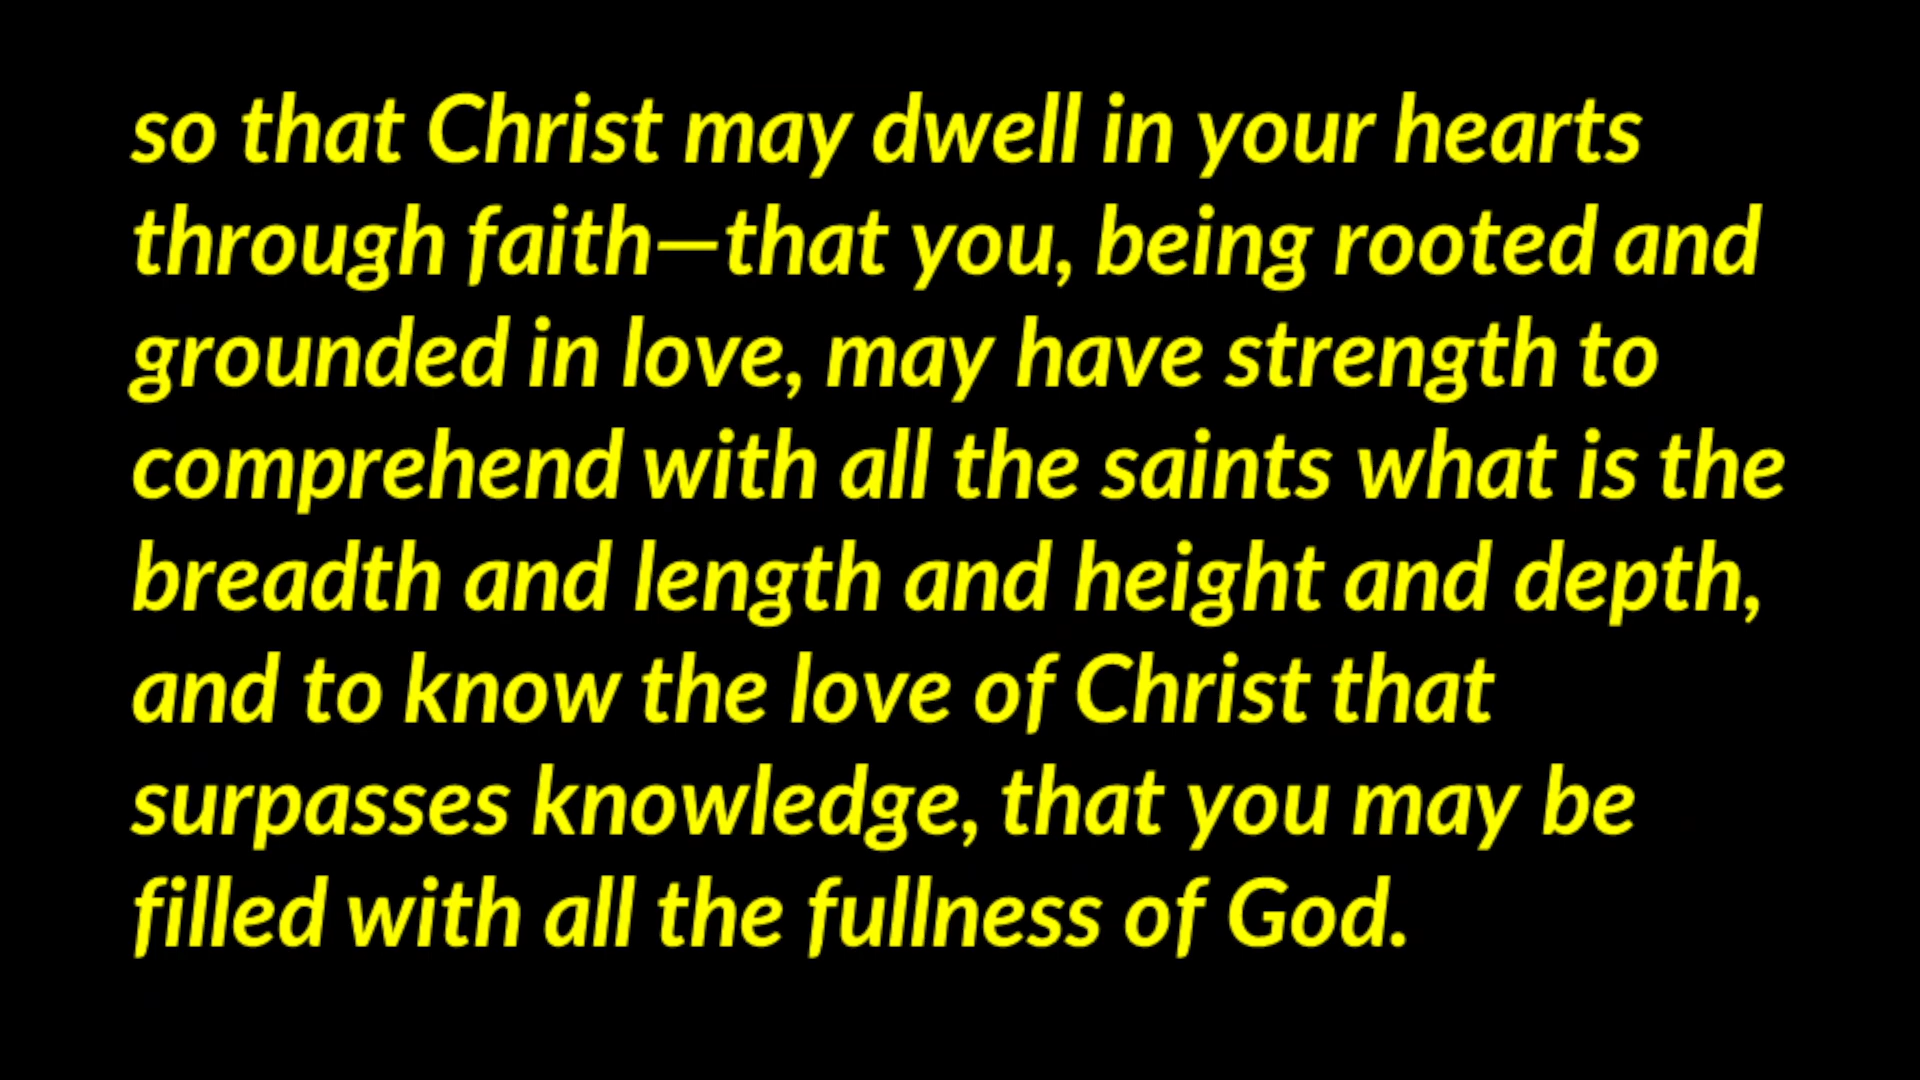 so that Christ may dwell in your hearts
through faith—that you, being rooted and
grounded in love, may have strength to
comprehend with all the saints what is the
breadth and length and height and depth,
and to know the love of Christ that
surpasses knowledge, that you may be
filled with all the fullness of God.